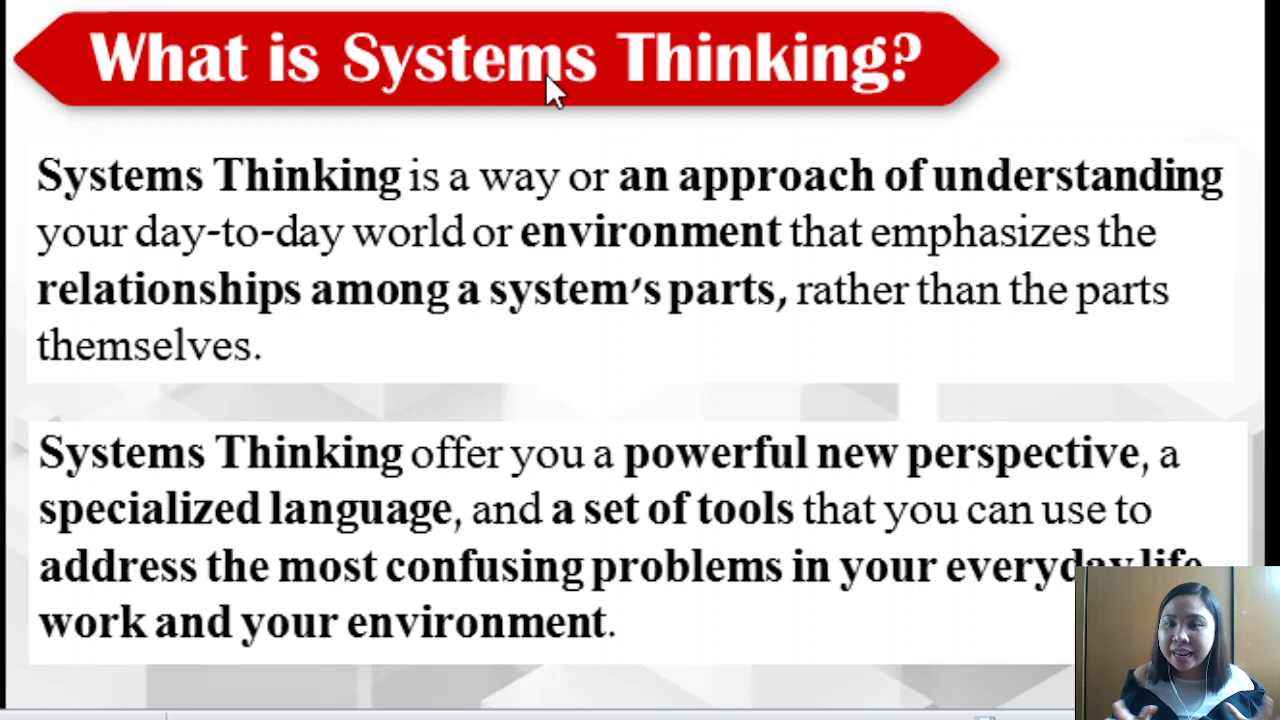 What is Systems Thinking?
Systems Thinking is a way or an approach of understanding
your day-to-day world or environment that emphasizes the
relationships among a system's parts, rather than the parts
themselves.
Systems Thinking offer you a powerful new perspective, a
specialized language, and a set of tools that you can use to
address the most confusing problems in your everyday life
work and your environment.